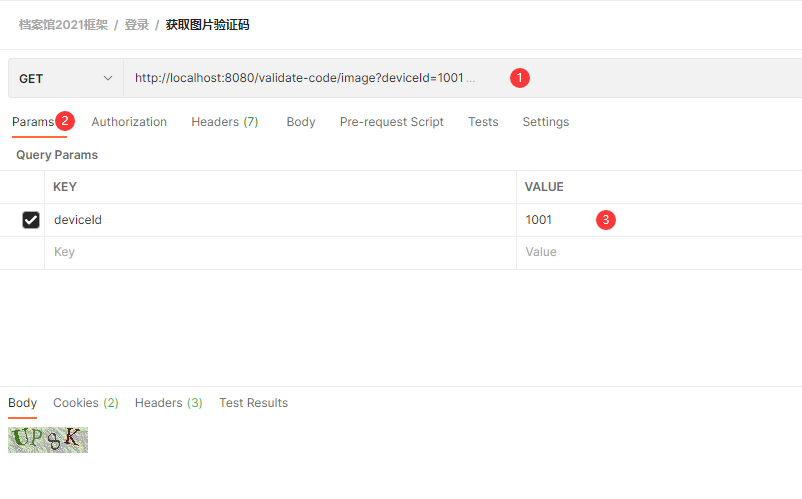 档案馆2021框架 / 登录 / 获取图片验证码
GET http://localhost:8080/validate-code/image?deviceId=1001 ... 1
Params 2 Authorization Headers (7) Body Pre-request Script Tests Settings
Query Params
KEY VALUE
deviceId 1001 3
Key Value
Body Cookies (2) Headers (3) Test Results
UP8K